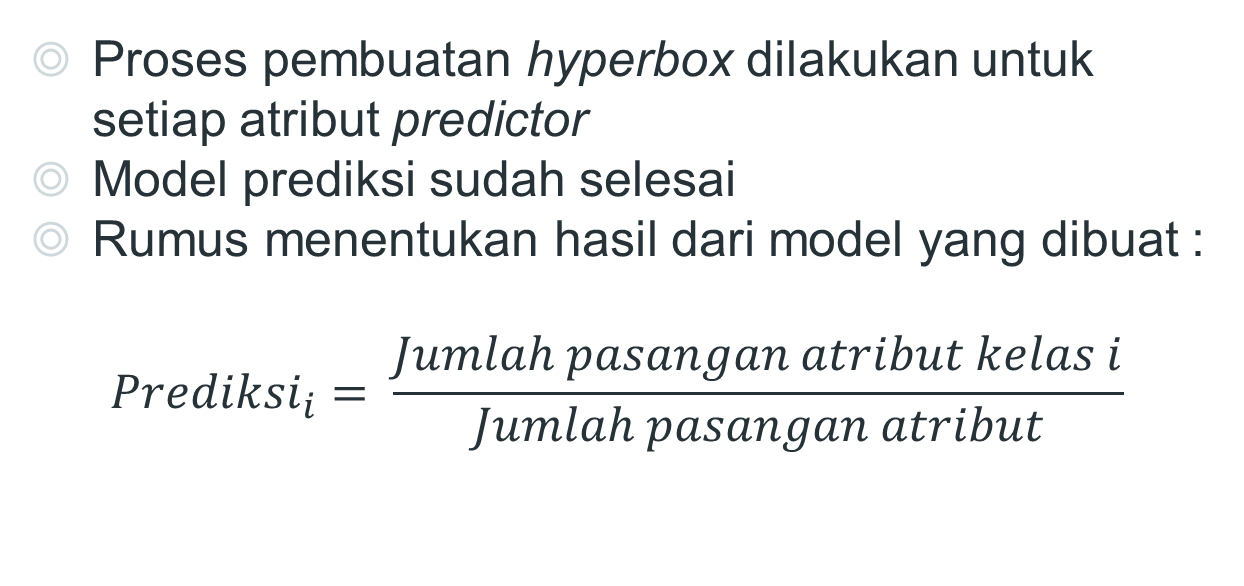 Proses pembuatan hyperbox dilakukan untuk
setiap atribut predictor
Model prediksi sudah selesai
Rumus menentukan hasil dari model yang dibuat :
Prediksi_i = \frac{Jumlah pasangan atribut kelas i}{Jumlah pasangan atribut}